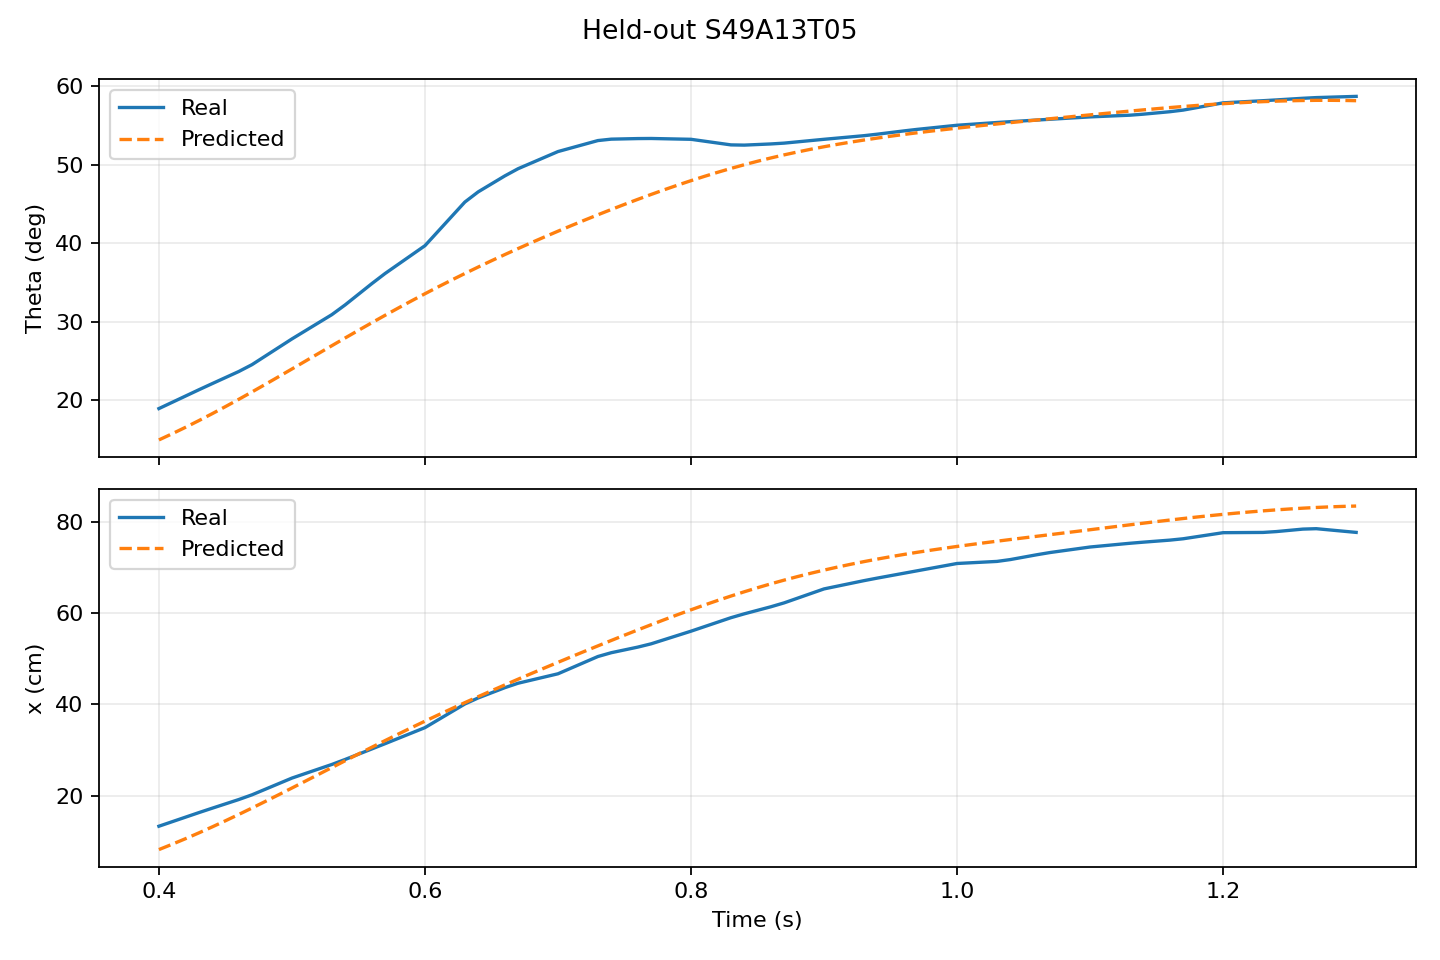 Held-out S49A13T05
60
50
40
30
20
Theta (deg)
Real
Predicted
80
60
40
20
x (cm)
Real
Predicted
0.4 0.6 0.8 1.0 1.2
Time (s)